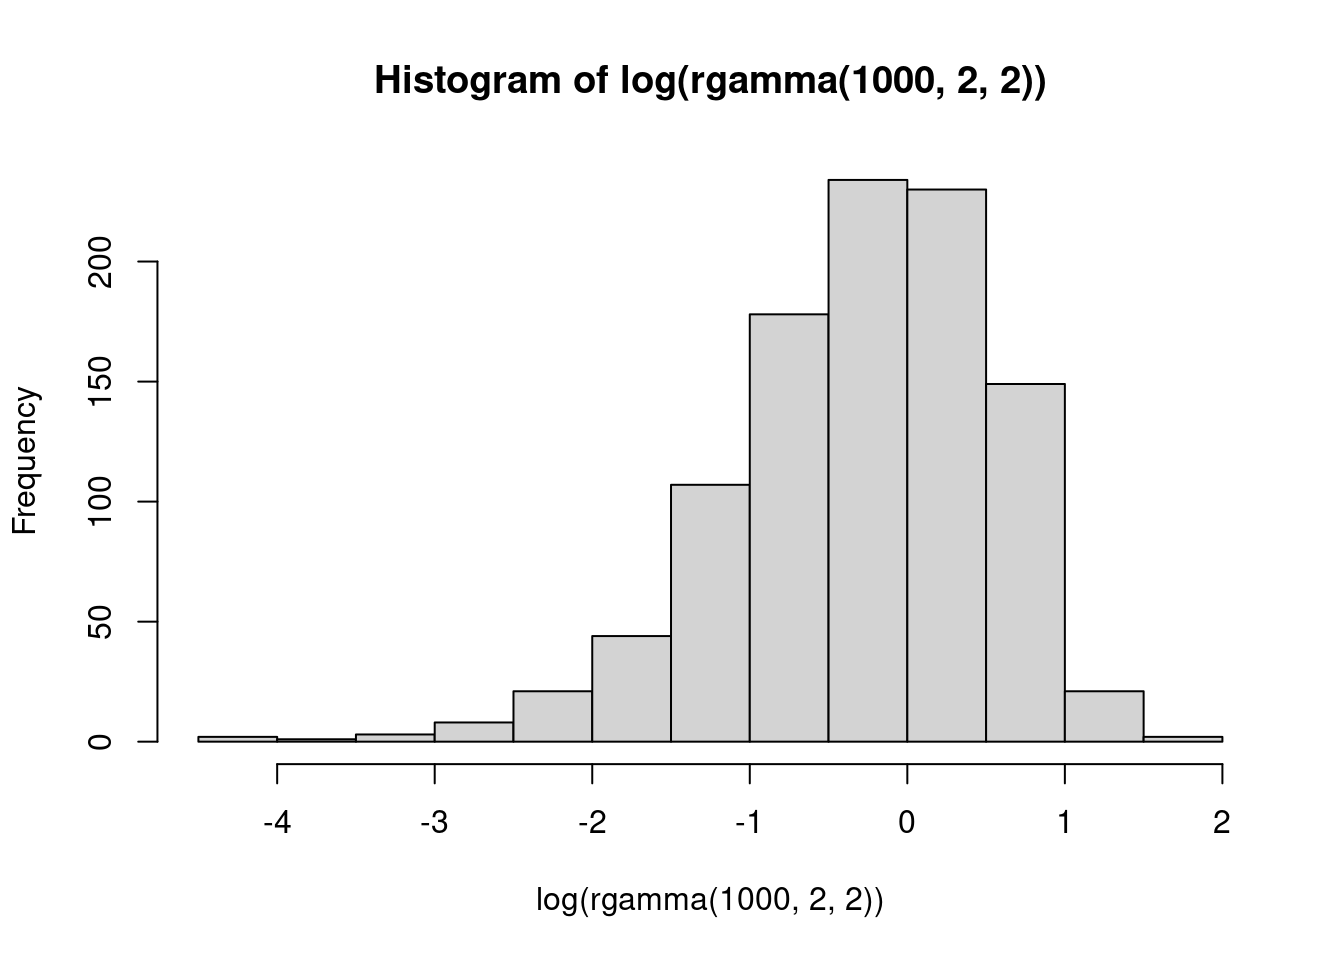 Histogram of log(rgamma(1000, 2, 2))
Frequency
200
150
100
50
0
-4 -3 -2 -1 0 1 2
log(rgamma(1000, 2, 2))